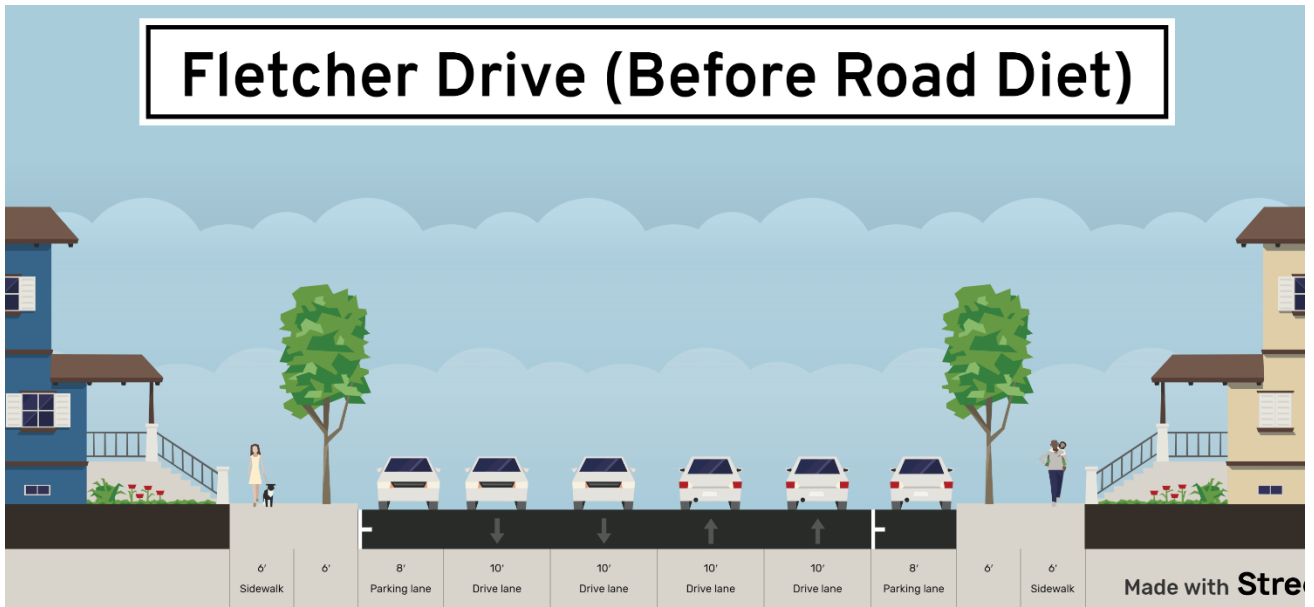 Fletcher Drive (Before Road Diet)
6' 6' 8' 10' 10' 10' 10' 8' 6' 6'
Sidewalk Parking lane Drive lane Drive lane Drive lane Drive lane Parking lane Sidewalk
Made with Stree